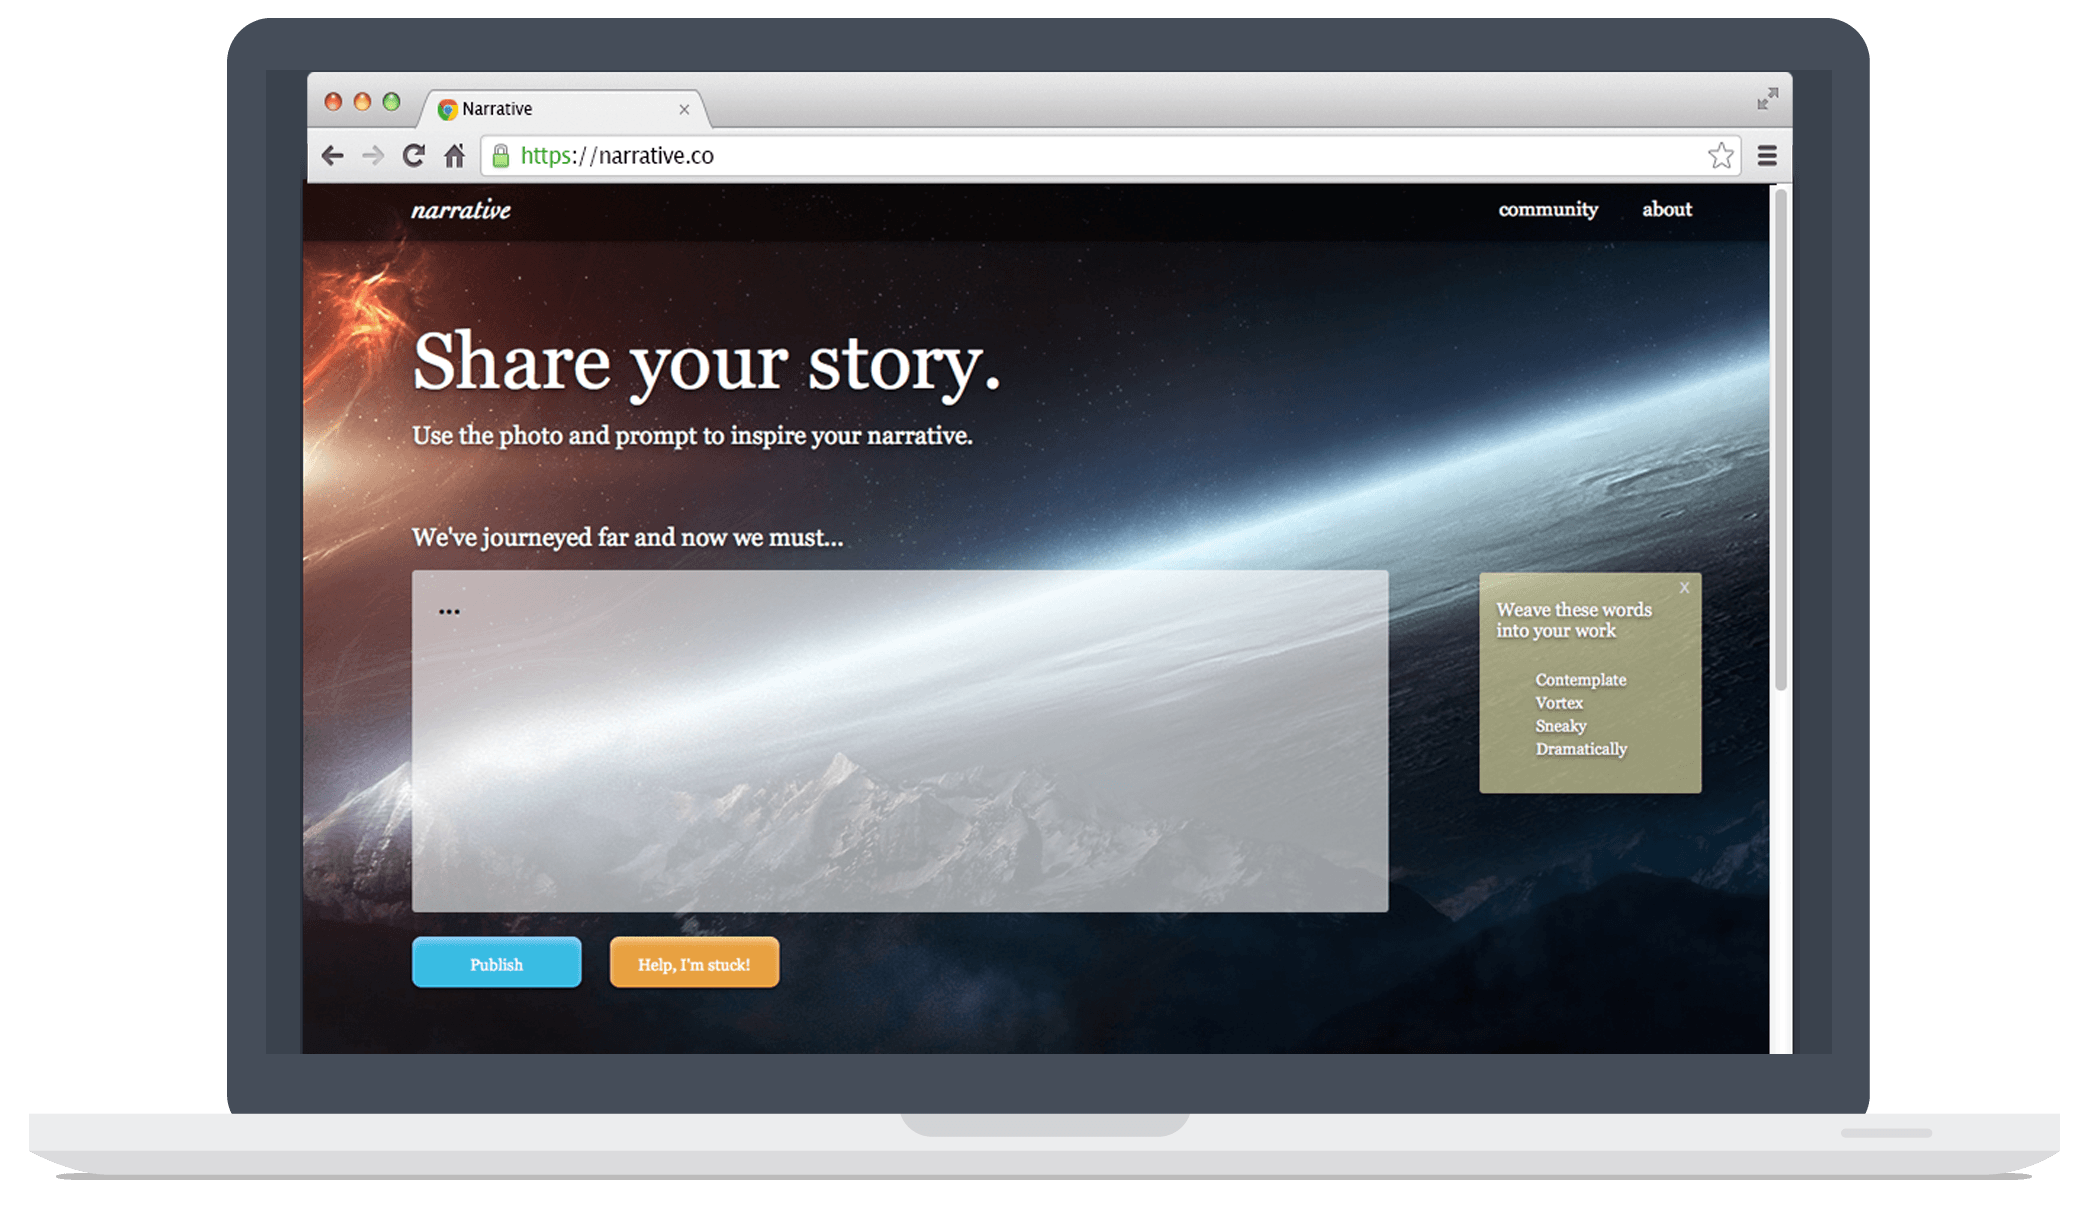 Narrative
https://narrative.co
narrative
community about
Share your story.
Use the photo and prompt to inspire your narrative.
We've journeyed far and now we must...
...
x
Weave these words
into your work
Contemplate
Vortex
Sneaky
Dramatically
Publish
Help, I'm stuck!